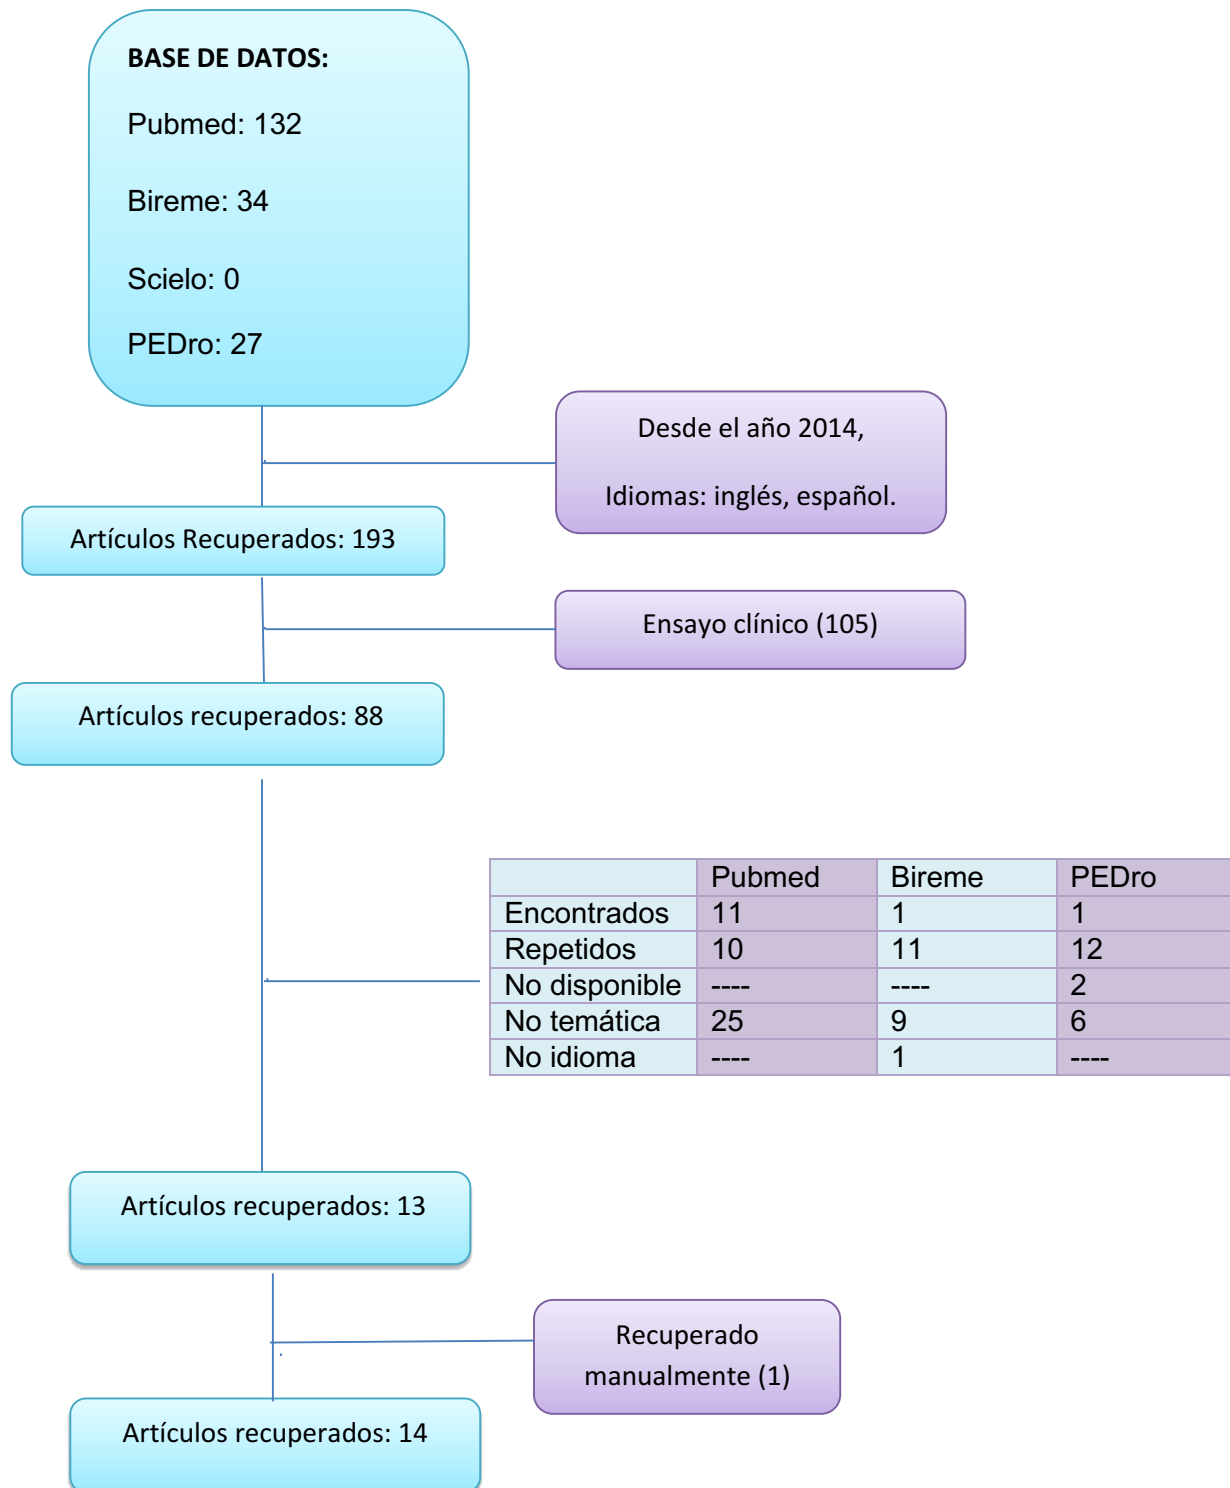 BASE DE DATOS:
Pubmed: 132
Bireme: 34
Scielo: 0
PEDro: 27
Desde el año 2014,
Idiomas: inglés, español.
Artículos Recuperados: 193
Ensayo clínico (105)
Artículos recuperados: 88
Pubmed Bireme PEDro
Encontrados 11 1 1
Repetidos 10 11 12
No disponible ---- ---- 2
No temática 25 9 6
No idioma ---- 1 ----
Artículos recuperados: 13
Recuperado
manualmente (1)
Artículos recuperados: 14